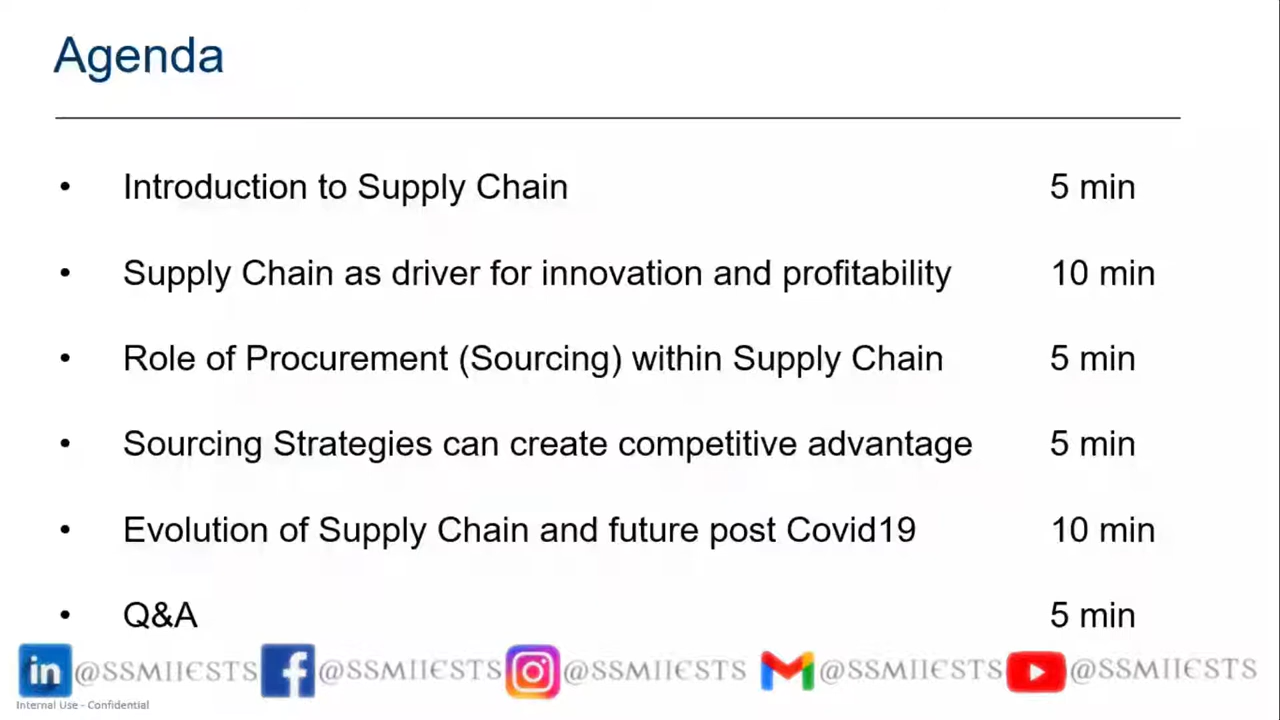 Agenda
• Introduction to Supply Chain 5 min
• Supply Chain as driver for innovation and profitability 10 min
• Role of Procurement (Sourcing) within Supply Chain 5 min
• Sourcing Strategies can create competitive advantage 5 min
• Evolution of Supply Chain and future post Covid19 10 min
• Q&A 5 min
in @SSMIIESTS f @SSMIIESTS @SSMIIESTS @SSMIIESTS @SSMIIESTS
Internal Use - Confidential